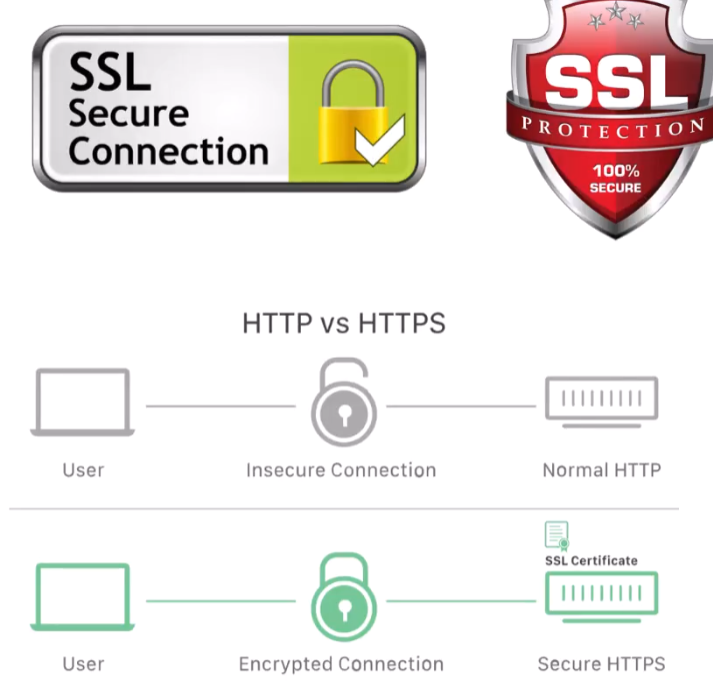 SSL
Secure
Connection
SSL
PROTECTION
100%
SECURE
HTTP vs HTTPS
User
Insecure Connection
Normal HTTP
SSL Certificate
User
Encrypted Connection
Secure HTTPS